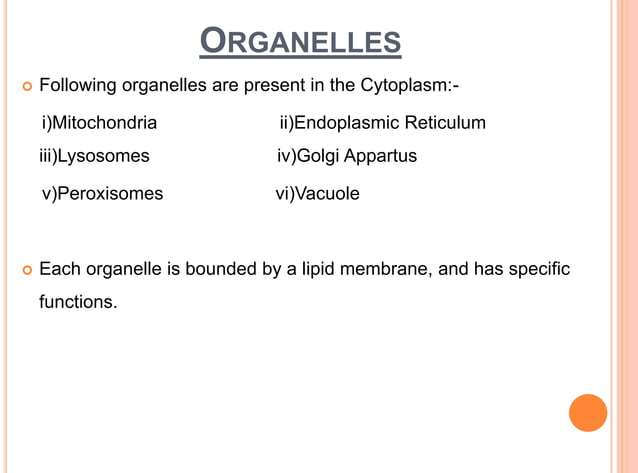 ORGANELLES
Following organelles are present in the Cytoplasm:-
i)Mitochondria ii)Endoplasmic Reticulum
iii)Lysosomes iv)Golgi Appartus
v)Peroxisomes vi)Vacuole
Each organelle is bounded by a lipid membrane, and has specific
functions.